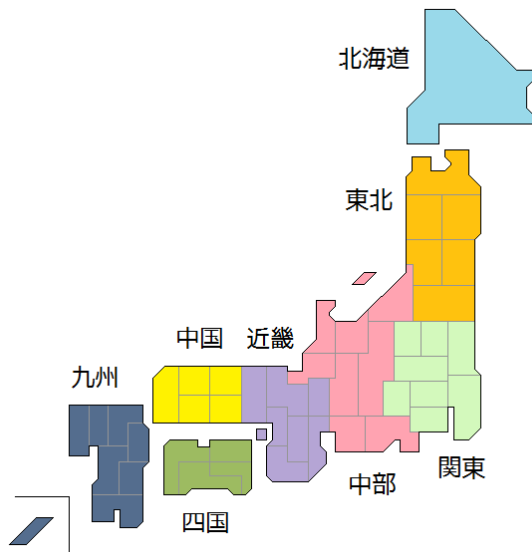 北海道
東北
中国
近畿
九州
関東
中部
四国